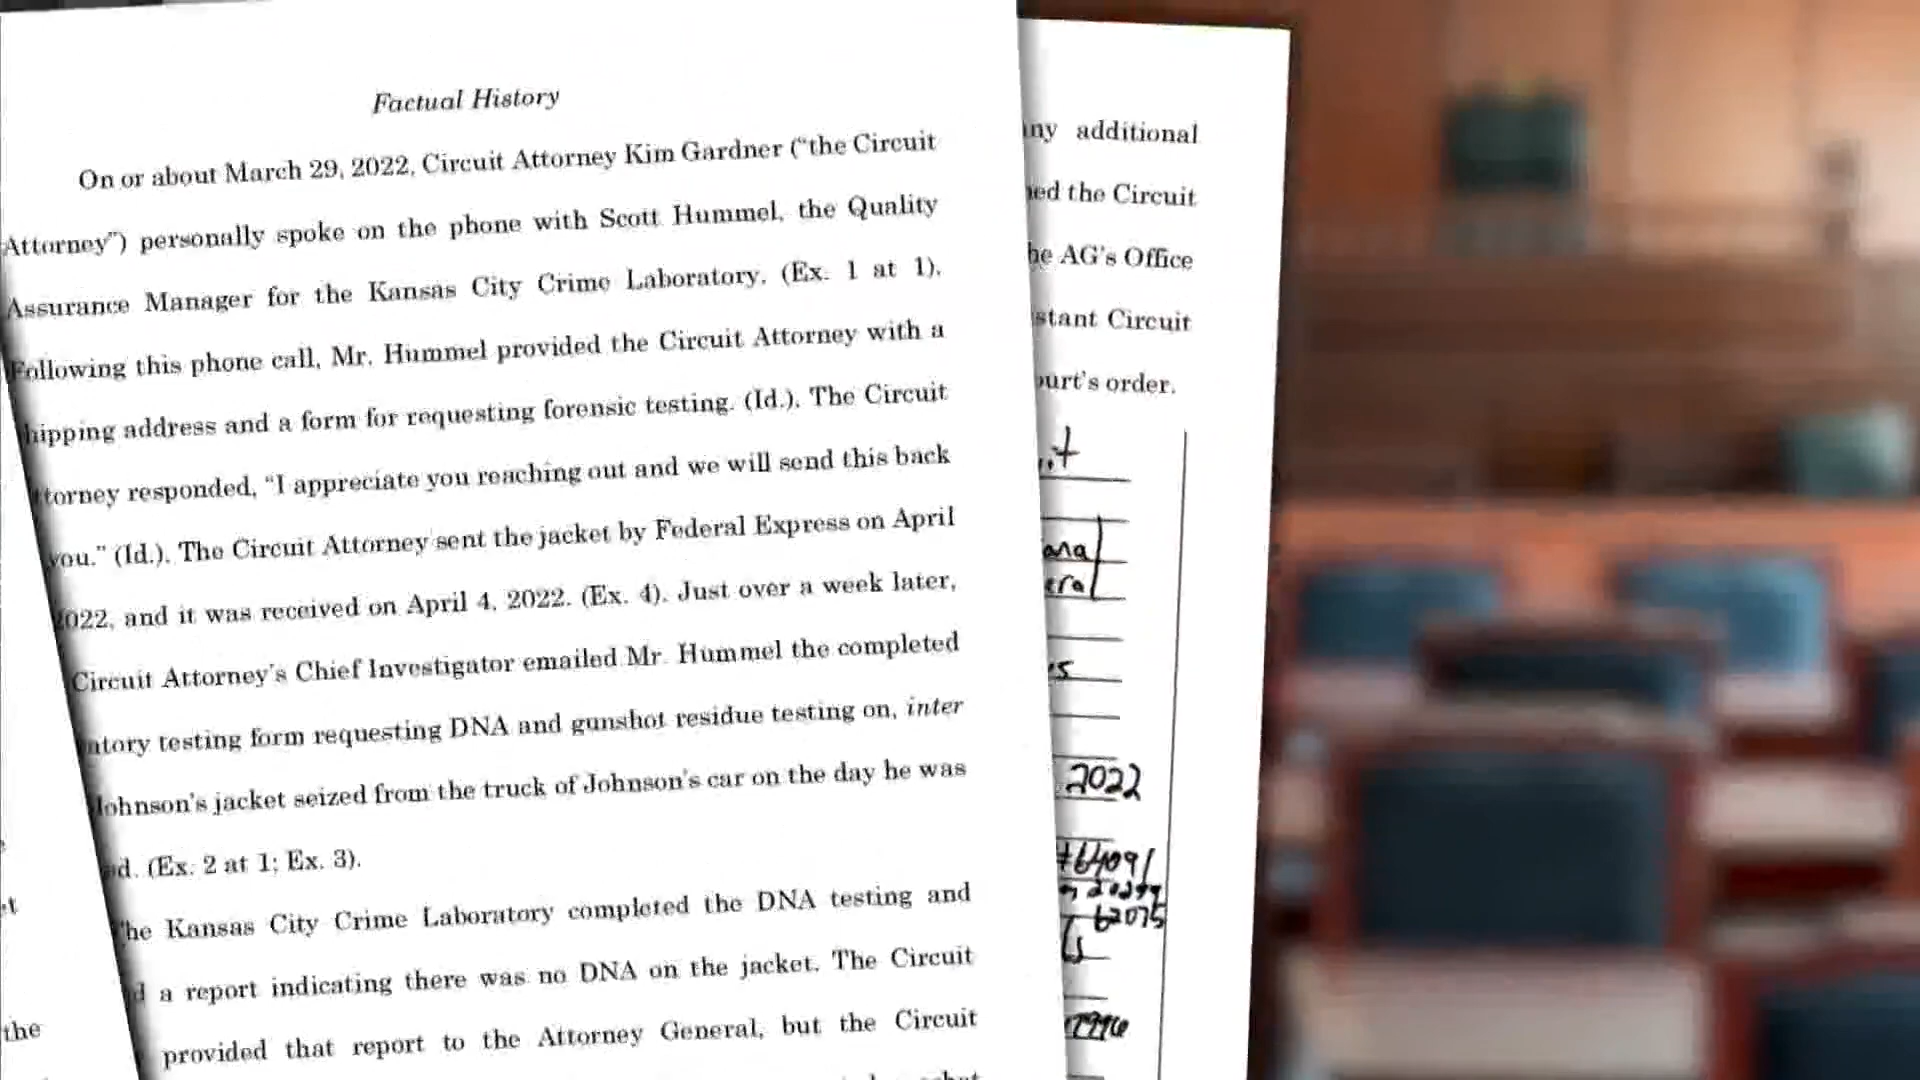 Factual History
On or about March 29, 2022, Circuit Attorney Kim Gardner (“the Circuit
Attorney”) personally spoke on the phone with Scott Hummel, the Quality
Assurance Manager for the Kansas City Crime Laboratory. (Ex. 1 at 1).
Following this phone call, Mr. Hummel provided the Circuit Attorney with a
hipping address and a form for requesting forensic testing. (Id.). The Circuit
ttorney responded, “I appreciate you reaching out and we will send this back
you.” (Id.). The Circuit Attorney sent the jacket by Federal Express on April
2022, and it was received on April 4, 2022. (Ex. 4). Just over a week later,
Circuit Attorney’s Chief Investigator emailed Mr. Hummel the completed
atory testing form requesting DNA and gunshot residue testing on, inter
Johnson’s jacket seized from the truck of Johnson’s car on the day he was
ed. (Ex. 2 at 1; Ex. 3).
he Kansas City Crime Laboratory completed the DNA testing and
d a report indicating there was no DNA on the jacket. The Circuit
provided that report to the Attorney General, but the Circuit
ny additional
ned the Circuit
he AG’s Office
stant Circuit
ourt’s order.
eral
2022
62075
the